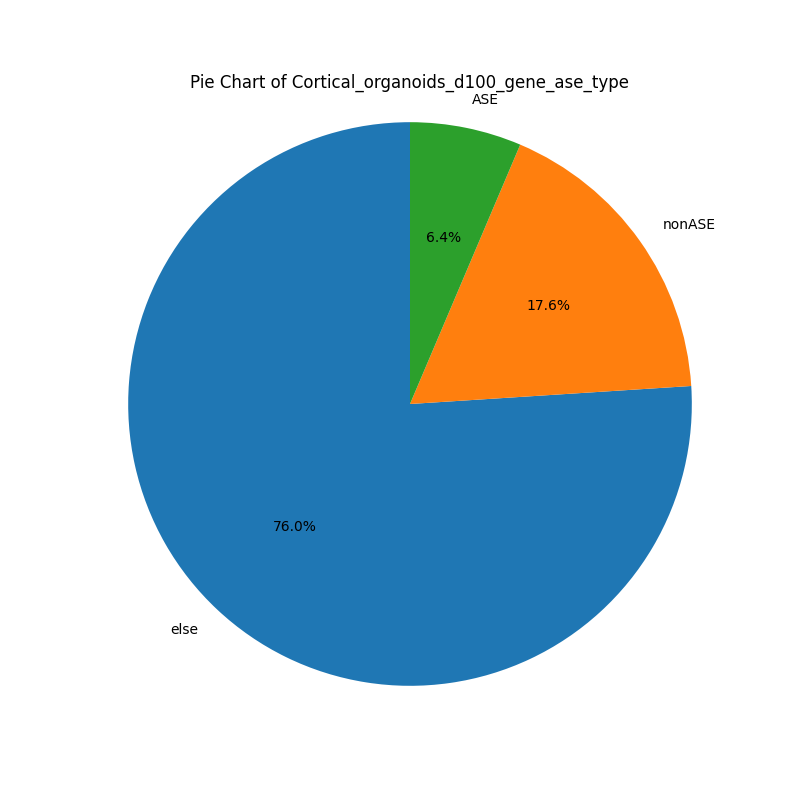 Pie Chart of Cortical_organoids_d100_gene_ase_type
ASE
nonASE
6.4%
17.6%
76.0%
else